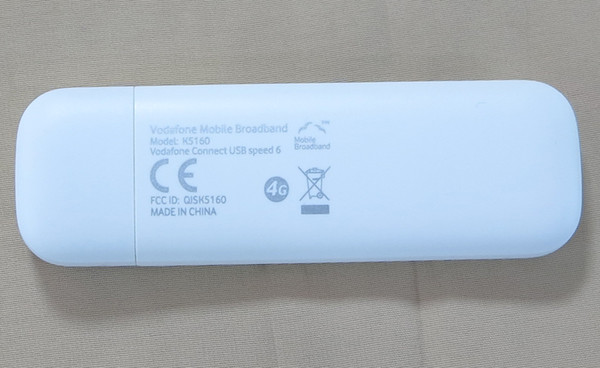 Vodafone Mobile Broadband
Model: K5160
Vodafone Connect USB speed 6
CE
FCC ID: QISK5160
MADE IN CHINA
4G
Mobile
Broadband